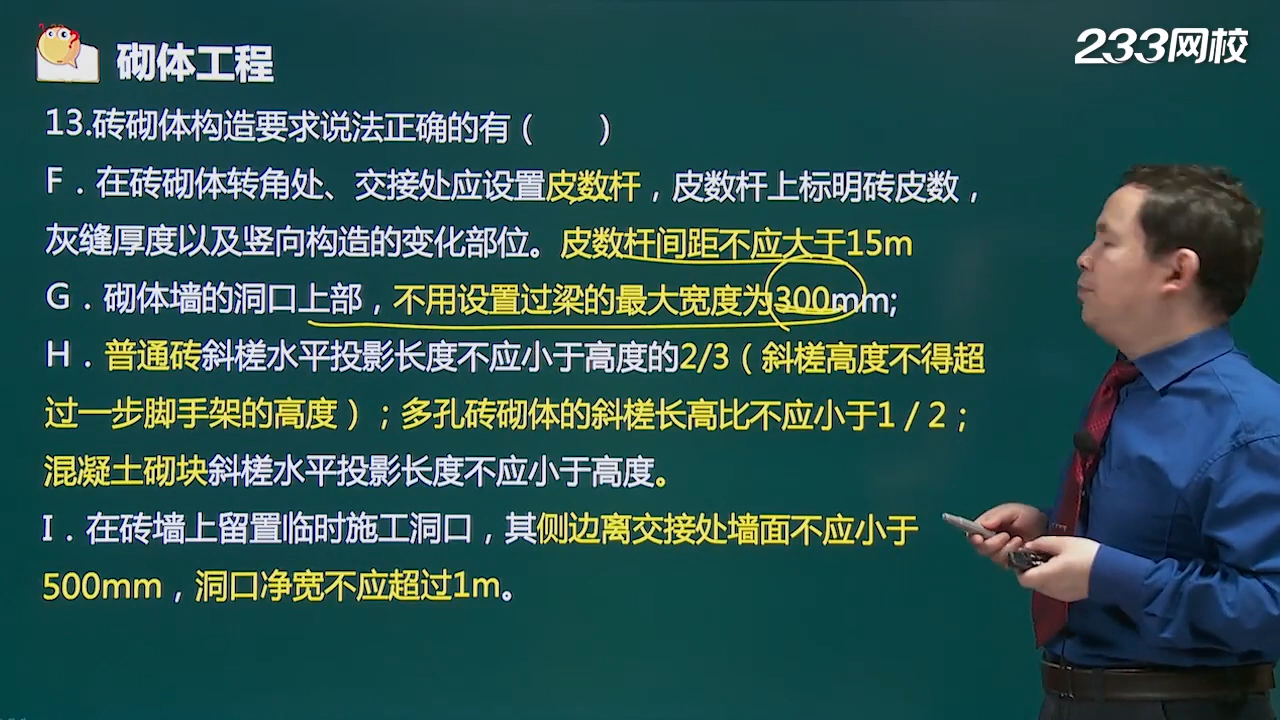 233网校
砌体工程
13.砖砌体构造要求说法正确的有（　　）
F．在砖砌体转角处、交接处应设置皮数杆，皮数杆上标明砖皮数，
灰缝厚度以及竖向构造的变化部位。皮数杆间距不应大于15m
G．砌体墙的洞口上部，不用设置过梁的最大宽度为300mm;
H．普通砖斜槎水平投影长度不应小于高度的2/3（斜槎高度不得超
过一步脚手架的高度）；多孔砖砌体的斜槎长高比不应小于1／2；
混凝土砌块斜槎水平投影长度不应小于高度。
I．在砖墙上留置临时施工洞口，其侧边离交接处墙面不应小于
500mm，洞口净宽不应超过1m。